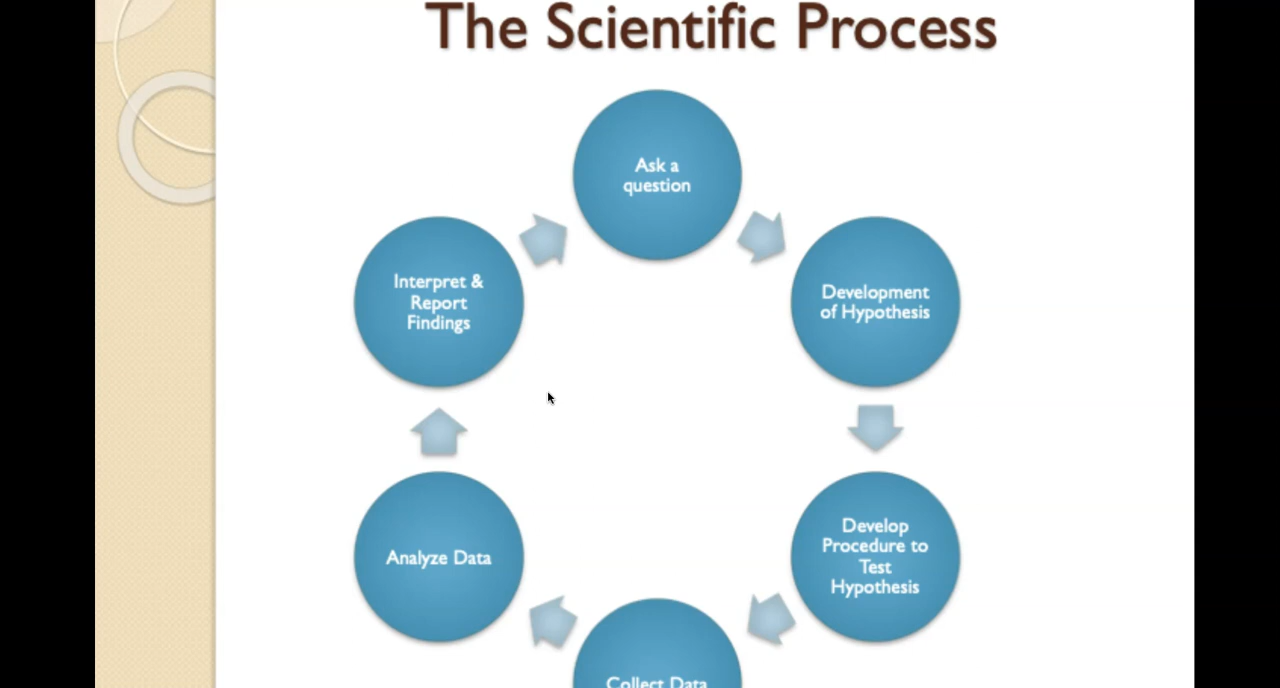 The Scientific Process
Ask a
question
Development
of Hypothesis
Develop
Procedure to
Test
Hypothesis
Collect Data
Analyze Data
Interpret &
Report
Findings